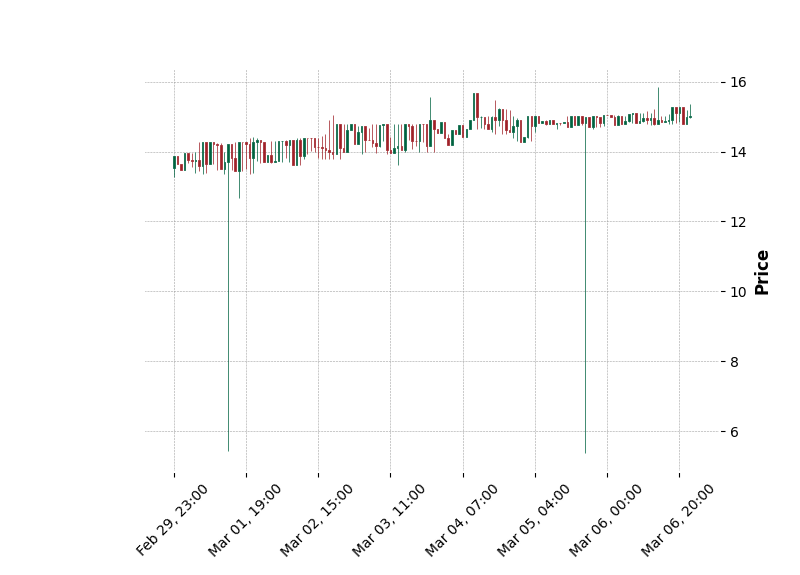 16
14
12
10
8
6
Price
Feb 29, 23:00
Mar 01, 19:00
Mar 02, 15:00
Mar 03, 11:00
Mar 04, 07:00
Mar 05, 04:00
Mar 06, 00:00
Mar 06, 20:00